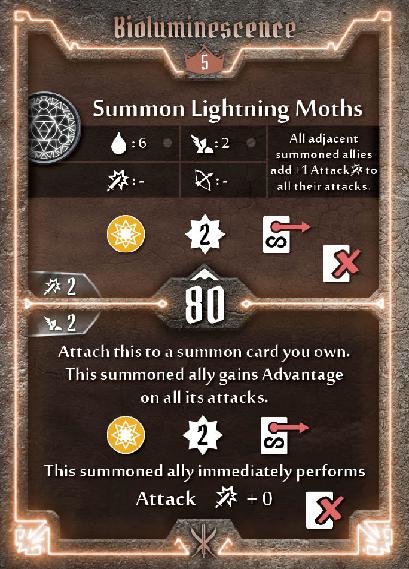 Bioluminescence
5
Summon Lightning Moths
: 6
: 2
: -
: -
All adjacent
summoned allies
add +1 Attack to
all their attacks.
2
2
80
2
Attach this to a summon card you own.
This summoned ally gains Advantage
on all its attacks.
2
This summoned ally immediately performs
Attack +0